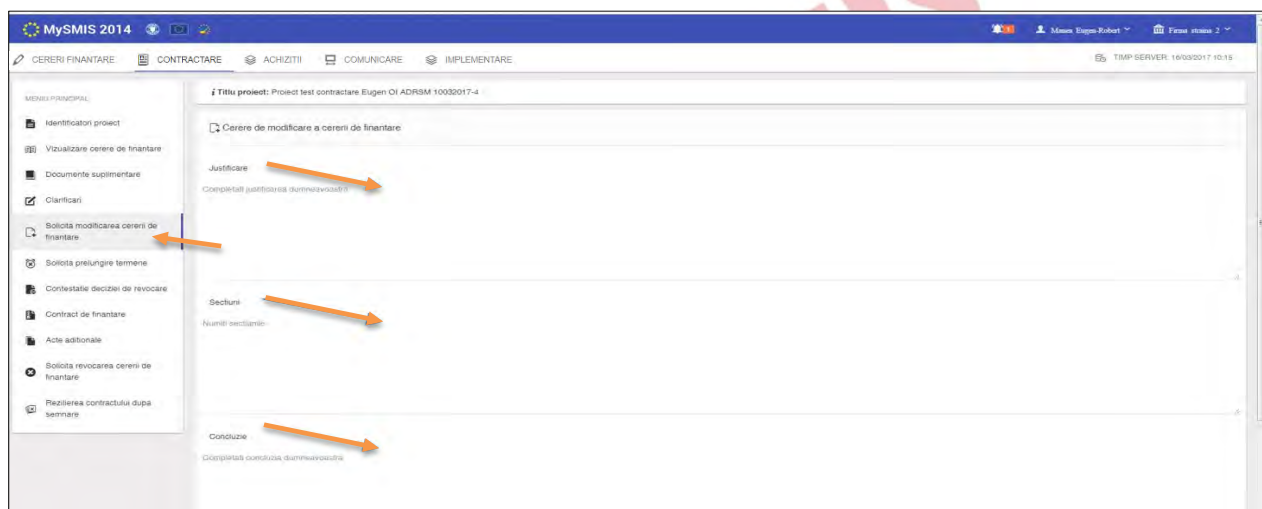 MySMIS 2014
Manea Eugen-Robert
Firma straina 2
CERERI FINANTARE CONTRACTARE ACHIZITII COMUNICARE IMPLEMENTARE
TIMP SERVER: 16/03/2017 10:15
MENIU PRINCIPAL
i Titlu proiect: Proiect test contractare Eugen OI ADRSM 10032017-4
Identificatori proiect
Vizualizare cerere de finantare
Documente suplimentare
Clarificari
Solicita modificarea cererii de
finantare
Solicita prelungire termene
Contestatie deciziei de revocare
Contract de finantare
Acte aditionale
Solicita revocarea cererii de
finantare
Rezilierea contractului dupa
semnare
Cerere de modificare a cererii de finantare
Justificare
Completati justificarea dumneavoastra
Sectiuni
Numiti sectiunile
Concluzie
Completati concluzia dumneavoastra